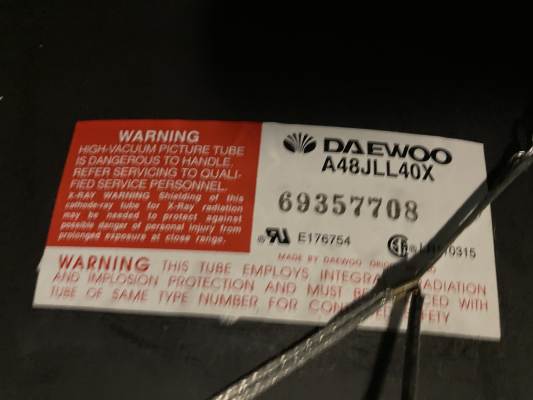 WARNING
HIGH-VACUUM PICTURE TUBE
IS DANGEROUS TO HANDLE.
REFER SERVICING TO QUALI-
FIED SERVICE PERSONNEL.
X-RAY WARNING Shielding of this
cathode-ray tube for X-Ray radiation
may be needed to protect against
possible danger of personal injury from
prolonged exposure at close range.
DAEWOO
A48JLL40X
69357708
E176754
0315
MADE BY DAEWOO
WARNING THIS TUBE EMPLOYS RADIATION
AND IMPLOSION PROTECTION AND MUST WITH
TUBE OF SAME TYPE NUMBER FOR